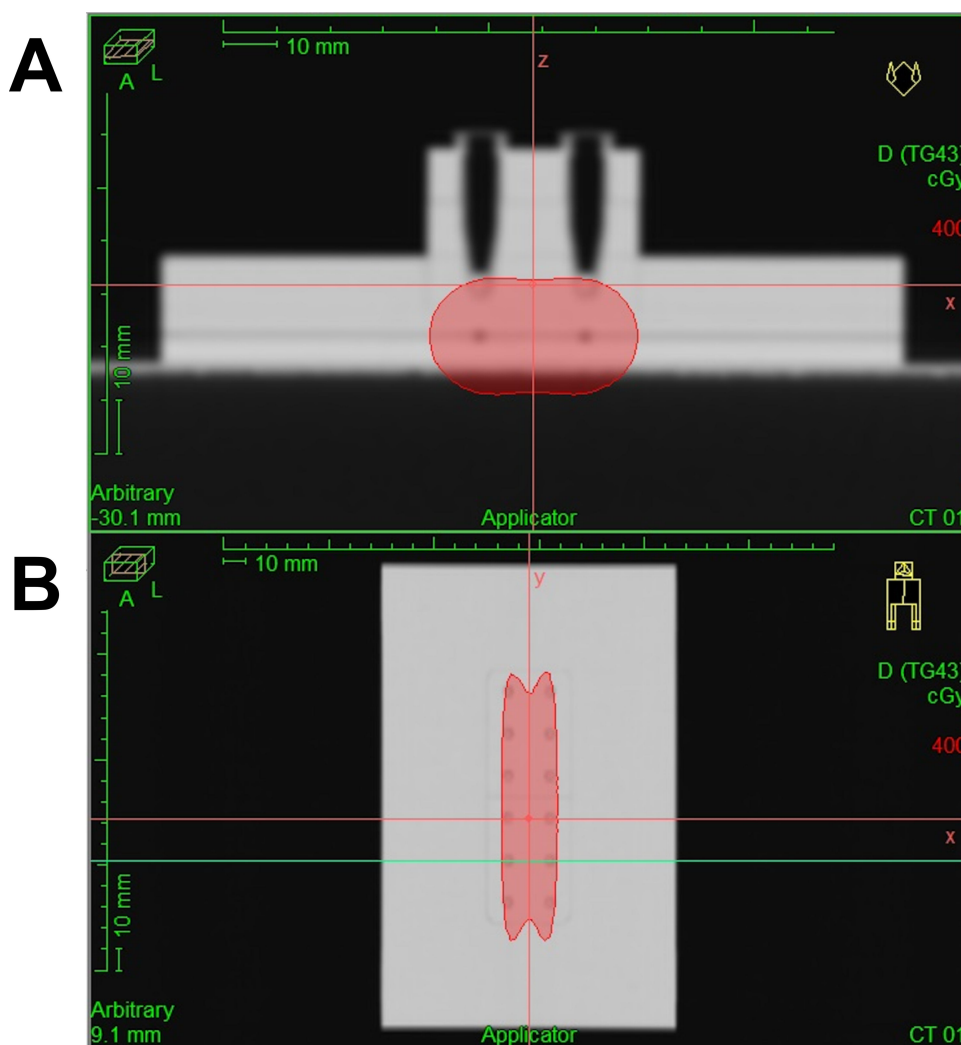 A
10 mm
z
A L
D (TG43)
cGy
400
x
10 mm
Arbitrary
-30.1 mm
Applicator
CT 01
B
10 mm
y
A L
D (TG43)
cGy
400
x
10 mm
Arbitrary
9.1 mm
Applicator
CT 01